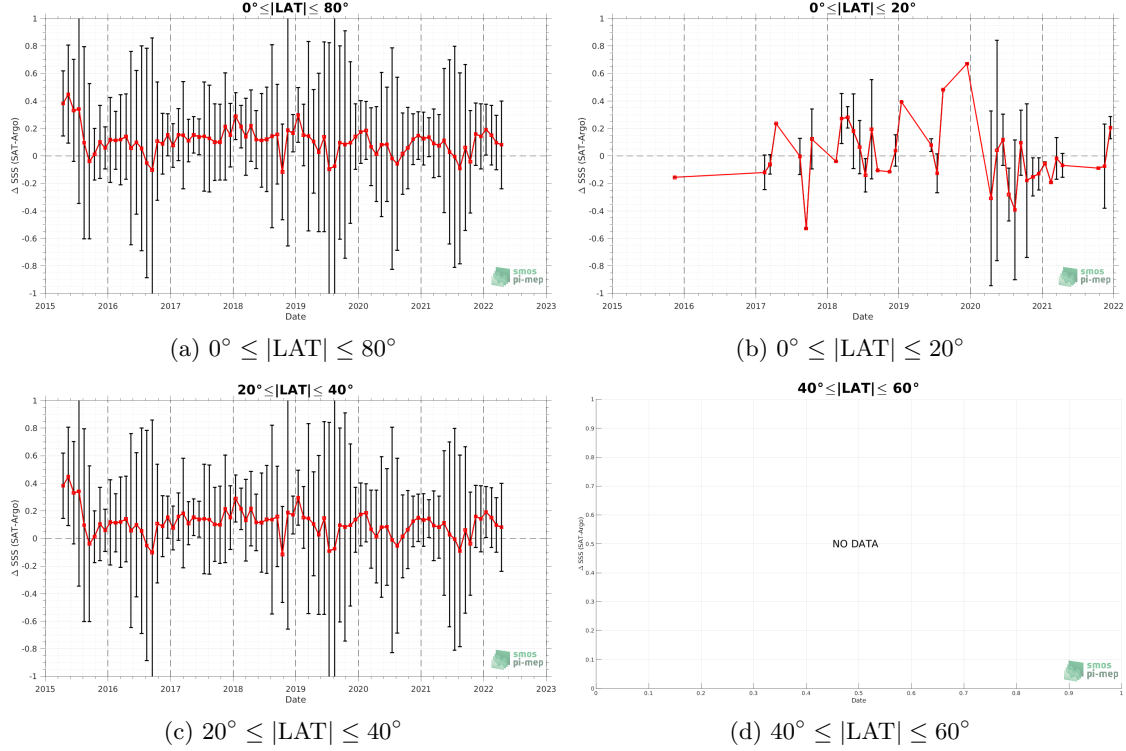 0°≤|LAT|≤ 80°
1
0.8
0.6
0.4
0.2
0
-0.2
-0.4
-0.6
-0.8
-1
Δ SSS (SAT-Argo)
2015 2016 2017 2018 2019 2020 2021 2022 2023
Date
smos
pi-mep
(a) 0° ≤ |LAT| ≤ 80°
0°≤|LAT|≤ 20°
1
0.8
0.6
0.4
0.2
0
-0.2
-0.4
-0.6
-0.8
-1
Δ SSS (SAT-Argo)
2015 2016 2017 2018 2019 2020 2021 2022
Date
smos
pi-mep
(b) 0° ≤ |LAT| ≤ 20°
20°≤|LAT|≤ 40°
1
0.8
0.6
0.4
0.2
0
-0.2
-0.4
-0.6
-0.8
-1
Δ SSS (SAT-Argo)
2015 2016 2017 2018 2019 2020 2021 2022 2023
Date
smos
pi-mep
(c) 20° ≤ |LAT| ≤ 40°
40°≤|LAT|≤ 60°
1
0.9
0.8
0.7
0.6
0.5
0.4
0.3
0.2
0.1
0
Δ SSS (SAT-Argo)
NO DATA
0 0.1 0.2 0.3 0.4 0.5 0.6 0.7 0.8 0.9 1
Date
smos
pi-mep
(d) 40° ≤ |LAT| ≤ 60°